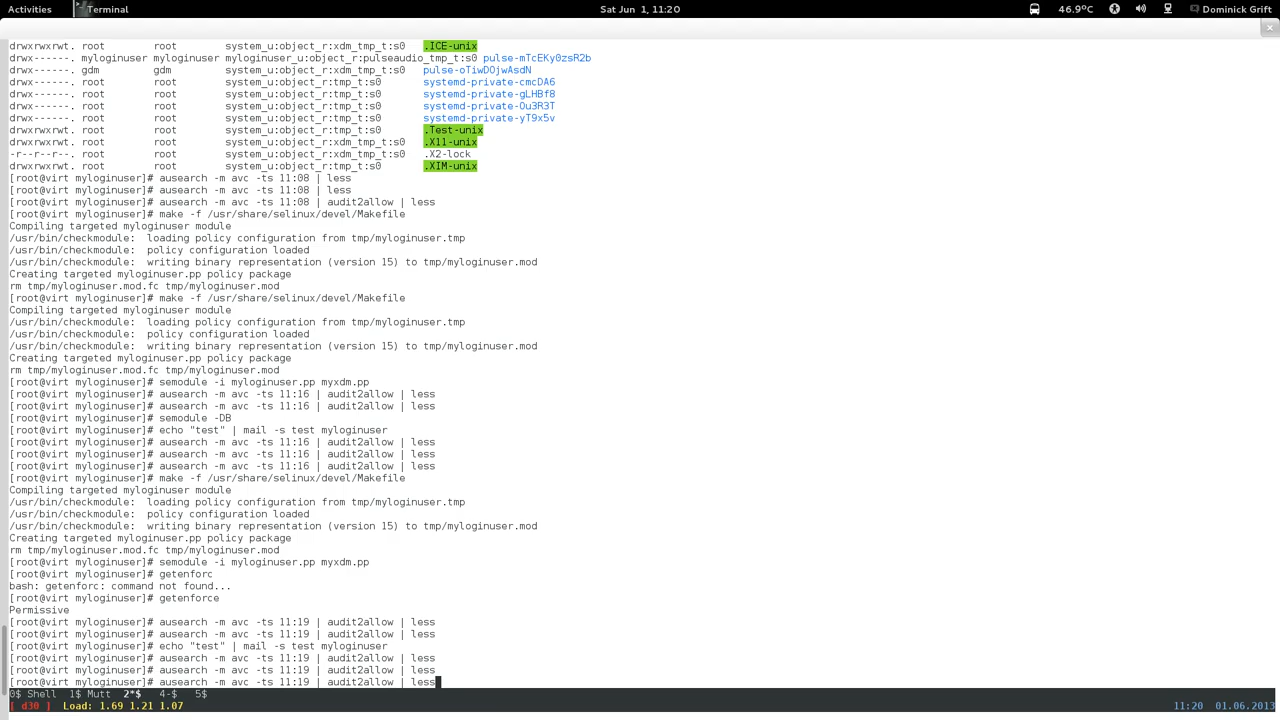 Activities Terminal Sat Jun 1, 11:20 46.9ºC Dominick Grift
drwxrwxrwt. root root system_u:object_r:xdm_tmp_t:s0 .ICE-unix
drwx------. myloginuser myloginuser myloginuser_u:object_r:pulseaudio_tmp_t:s0 pulse-mTcEKy0zsR2b
drwx------. gdm gdm system_u:object_r:xdm_tmp_t:s0 pulse-oTiwDOjwAsdN
drwx------. root root system_u:object_r:tmp_t:s0 systemd-private-cmcDA6
drwx------. root root system_u:object_r:tmp_t:s0 systemd-private-gLHBf8
drwx------. root root system_u:object_r:tmp_t:s0 systemd-private-Ou3R3T
drwx------. root root system_u:object_r:tmp_t:s0 systemd-private-yT9x5v
drwxrwxrwt. root root system_u:object_r:tmp_t:s0 .Test-unix
drwxrwxrwt. root root system_u:object_r:xdm_tmp_t:s0 .X11-unix
-r--r--r--. root root system_u:object_r:xdm_tmp_t:s0 .X2-lock
drwxrwxrwt. root root system_u:object_r:tmp_t:s0 .XIM-unix
[root@virt myloginuser]# ausearch -m avc -ts 11:08 | less
[root@virt myloginuser]# ausearch -m avc -ts 11:08 | less
[root@virt myloginuser]# ausearch -m avc -ts 11:08 | audit2allow | less
[root@virt myloginuser]# make -f /usr/share/selinux/devel/Makefile
Compiling targeted myloginuser module
/usr/bin/checkmodule: loading policy configuration from tmp/myloginuser.tmp
/usr/bin/checkmodule: policy configuration loaded
/usr/bin/checkmodule: writing binary representation (version 15) to tmp/myloginuser.mod
Creating targeted myloginuser.pp policy package
rm tmp/myloginuser.mod.fc tmp/myloginuser.mod
[root@virt myloginuser]# make -f /usr/share/selinux/devel/Makefile
Compiling targeted myloginuser module
/usr/bin/checkmodule: loading policy configuration from tmp/myloginuser.tmp
/usr/bin/checkmodule: policy configuration loaded
/usr/bin/checkmodule: writing binary representation (version 15) to tmp/myloginuser.mod
Creating targeted myloginuser.pp policy package
rm tmp/myloginuser.mod.fc tmp/myloginuser.mod
[root@virt myloginuser]# semodule -i myloginuser.pp myxdm.pp
[root@virt myloginuser]# ausearch -m avc -ts 11:16 | audit2allow | less
[root@virt myloginuser]# ausearch -m avc -ts 11:16 | audit2allow | less
[root@virt myloginuser]# semodule -DB
[root@virt myloginuser]# echo "test" | mail -s test myloginuser
[root@virt myloginuser]# ausearch -m avc -ts 11:16 | audit2allow | less
[root@virt myloginuser]# ausearch -m avc -ts 11:16 | audit2allow | less
[root@virt myloginuser]# ausearch -m avc -ts 11:16 | audit2allow | less
[root@virt myloginuser]# make -f /usr/share/selinux/devel/Makefile
Compiling targeted myloginuser module
/usr/bin/checkmodule: loading policy configuration from tmp/myloginuser.tmp
/usr/bin/checkmodule: policy configuration loaded
/usr/bin/checkmodule: writing binary representation (version 15) to tmp/myloginuser.mod
Creating targeted myloginuser.pp policy package
rm tmp/myloginuser.mod.fc tmp/myloginuser.mod
[root@virt myloginuser]# semodule -i myloginuser.pp myxdm.pp
[root@virt myloginuser]# getenforc
bash: getenforc: command not found...
[root@virt myloginuser]# getenforce
Permissive
[root@virt myloginuser]# ausearch -m avc -ts 11:19 | audit2allow | less
[root@virt myloginuser]# ausearch -m avc -ts 11:19 | audit2allow | less
[root@virt myloginuser]# echo "test" | mail -s test myloginuser
[root@virt myloginuser]# ausearch -m avc -ts 11:19 | audit2allow | less
[root@virt myloginuser]# ausearch -m avc -ts 11:19 | audit2allow | less
[root@virt myloginuser]# ausearch -m avc -ts 11:19 | audit2allow | less
0$ Shell 1$ Mutt 2*$ 4-$ 5$
[ d30 ] Load: 1.69 1.21 1.07 11:20 01.06.2013